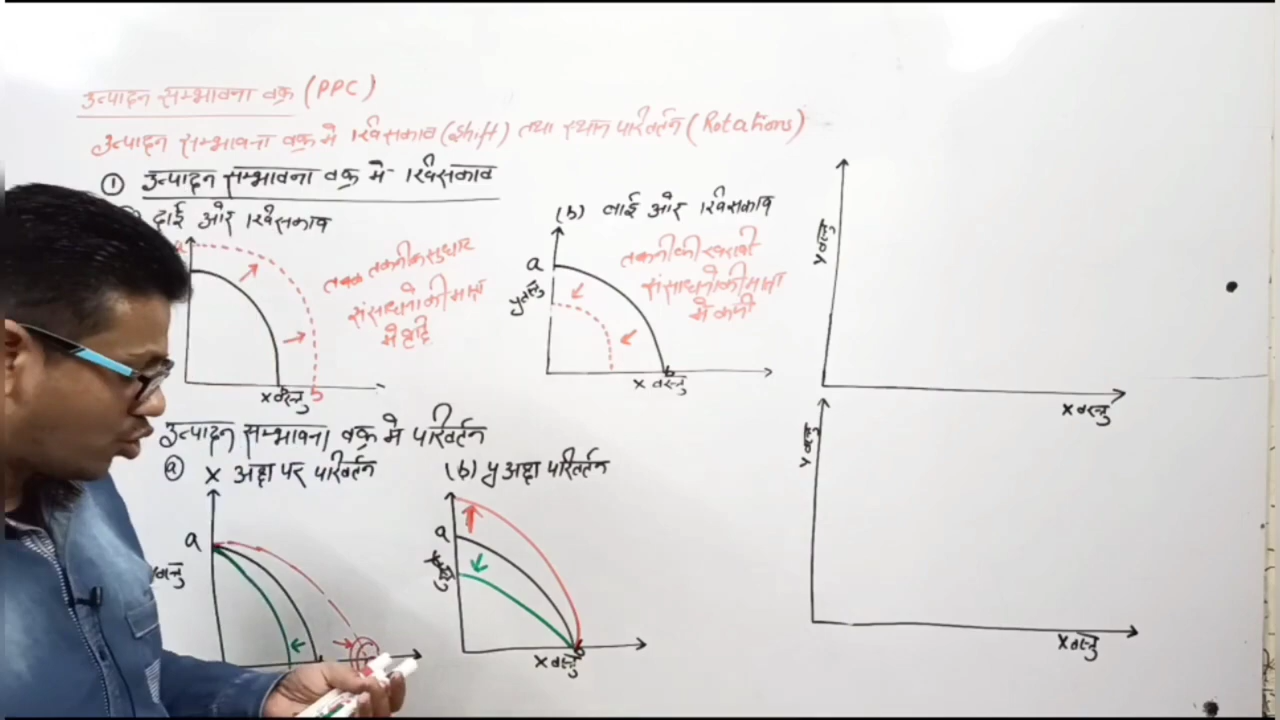 उत्पादन सम्भावना वक्र (PPC)
उत्पादन सम्भावना वक्र में खिसकाव (Shift) तथा स्थान परिवर्तन (Rotations)
① उत्पादन सम्भावना वक्र में खिसकाव
दाई ओर खिसकाव
a
तकनीक सुधार
संसाधनो की मात्रा
में वृद्धि
X वस्तु
b
(b) बाई ओर खिसकाव
a
y वस्तु
तकनीकी खराबी
संसाधनो की मात्रा
में कमी
b
X वस्तु
उत्पादन सम्भावना वक्र में परिवर्तन
(a) X अक्ष पर परिवर्तन
a
वस्तु
(b) y अक्ष परिवर्तन
a
b
X वस्तु
y वस्तु
X वस्तु
y वस्तु
X वस्तु